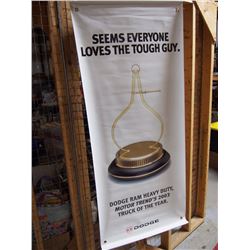 SEEMS EVERYONE
LOVES THE TOUGH GUY.
DODGE RAM HEAVY DUTY,
MOTOR TREND'S 2003
TRUCK OF THE YEAR.
DODGE